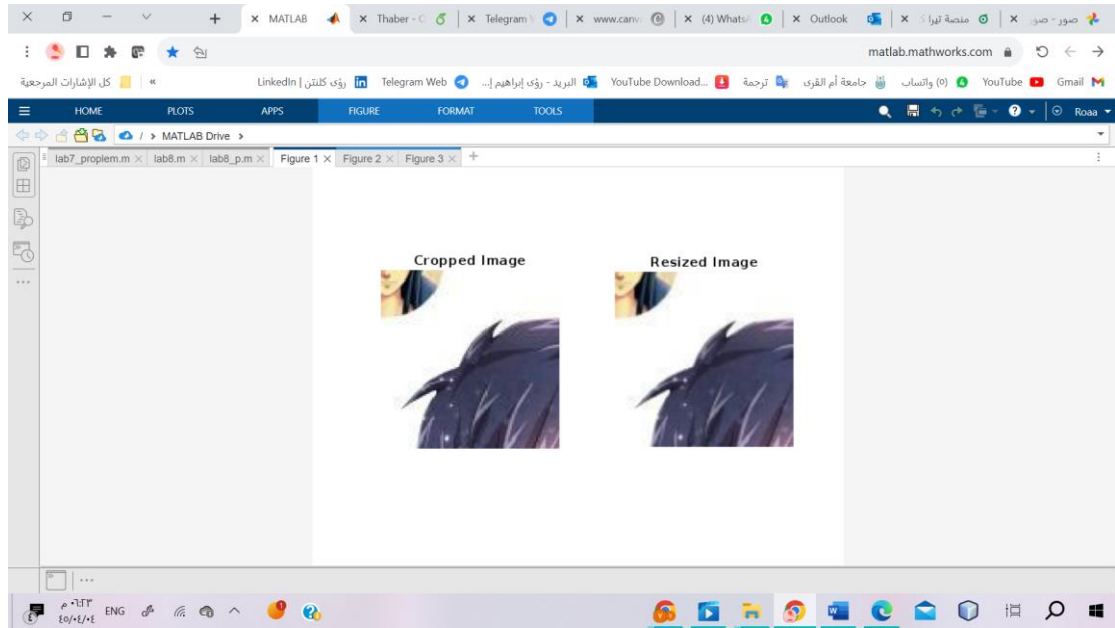 MATLAB
Thaber - C
Telegram
www.canv
(4) Whats
Outlook
منصة تيرا
صور - صور
matlab.mathworks.com
كل الإشارات المرجعية
»
رؤى كلنتن | LinkedIn
Telegram Web
البريد - رؤى إبراهيم إ...
YouTube Download...
ترجمة
جامعة أم القرى
(٥) واتساب
YouTube
Gmail
HOME PLOTS APPS FIGURE FORMAT TOOLS Roaa
/ > MATLAB Drive >
lab7_proplem.m × lab8.m × lab8_p.m × Figure 1 × Figure 2 × Figure 3 × +
Cropped Image
Resized Image
ENG